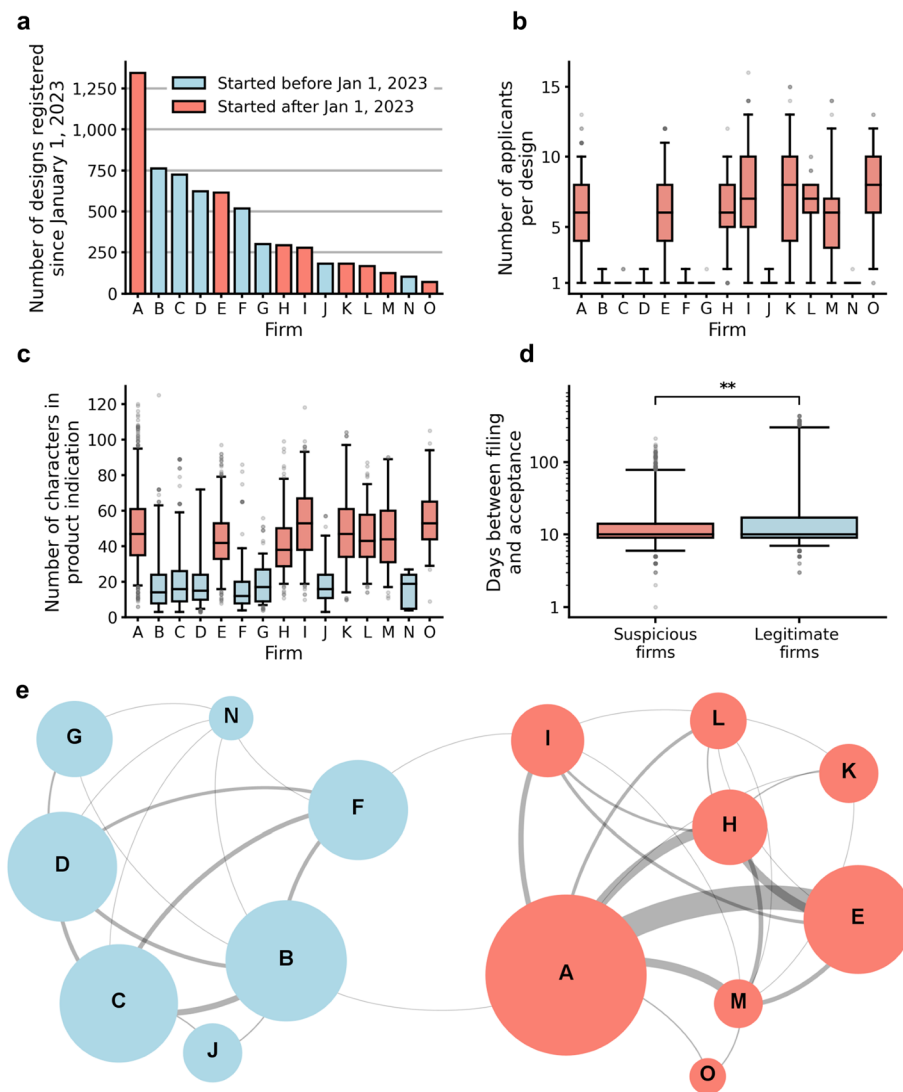 a
Number of designs registered
since January 1, 2023
1,250
1,000
750
500
250
0
Started before Jan 1, 2023
Started after Jan 1, 2023
A B C D E F G H I J K L M N O
Firm
b
Number of applicants
per design
15
10
5
1
A B C D E F G H I J K L M N O
Firm
c
Number of characters in
product indication
120
100
80
60
40
20
0
A B C D E F G H I J K L M N O
Firm
d
Days between filing
and acceptance
100
10
1
**
Suspicious
firms
Legitimate
firms
e
G
N
F
D
B
C
J
I
L
K
H
E
A
M
O